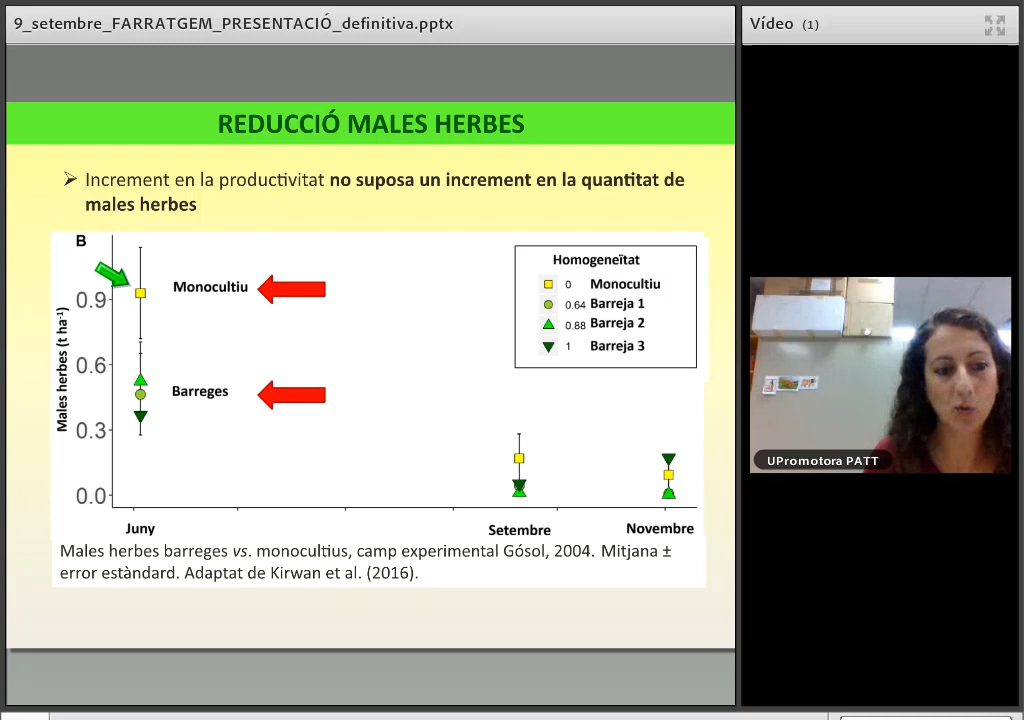 9_setembre_FARRATGEM_PRESENTACIÓ_definitiva.pptx
Vídeo (1)
REDUCCIÓ MALES HERBES
Increment en la productivitat no suposa un increment en la quantitat de
males herbes
B
Monocultiu
Barreges
Males herbes (t ha⁻¹)
0.9
0.6
0.3
0.0
Homogeneïtat
0 Monocultiu
0.64 Barreja 1
0.88 Barreja 2
1 Barreja 3
Juny
Setembre
Novembre
Males herbes barreges vs. monocultius, camp experimental Gósol, 2004. Mitjana ±
error estàndard. Adaptat de Kirwan et al. (2016).
UPromotora PATT